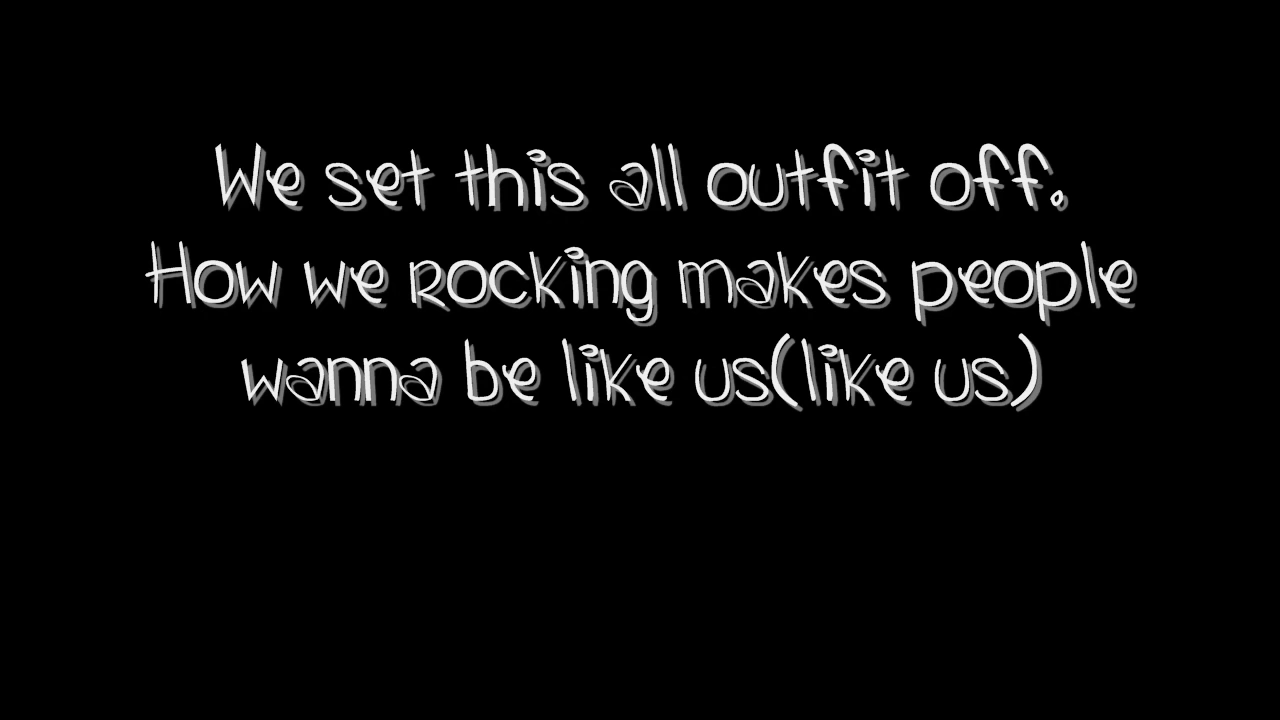 We set this all outfit off.
How we rocking makes people
wanna be like us(like us)